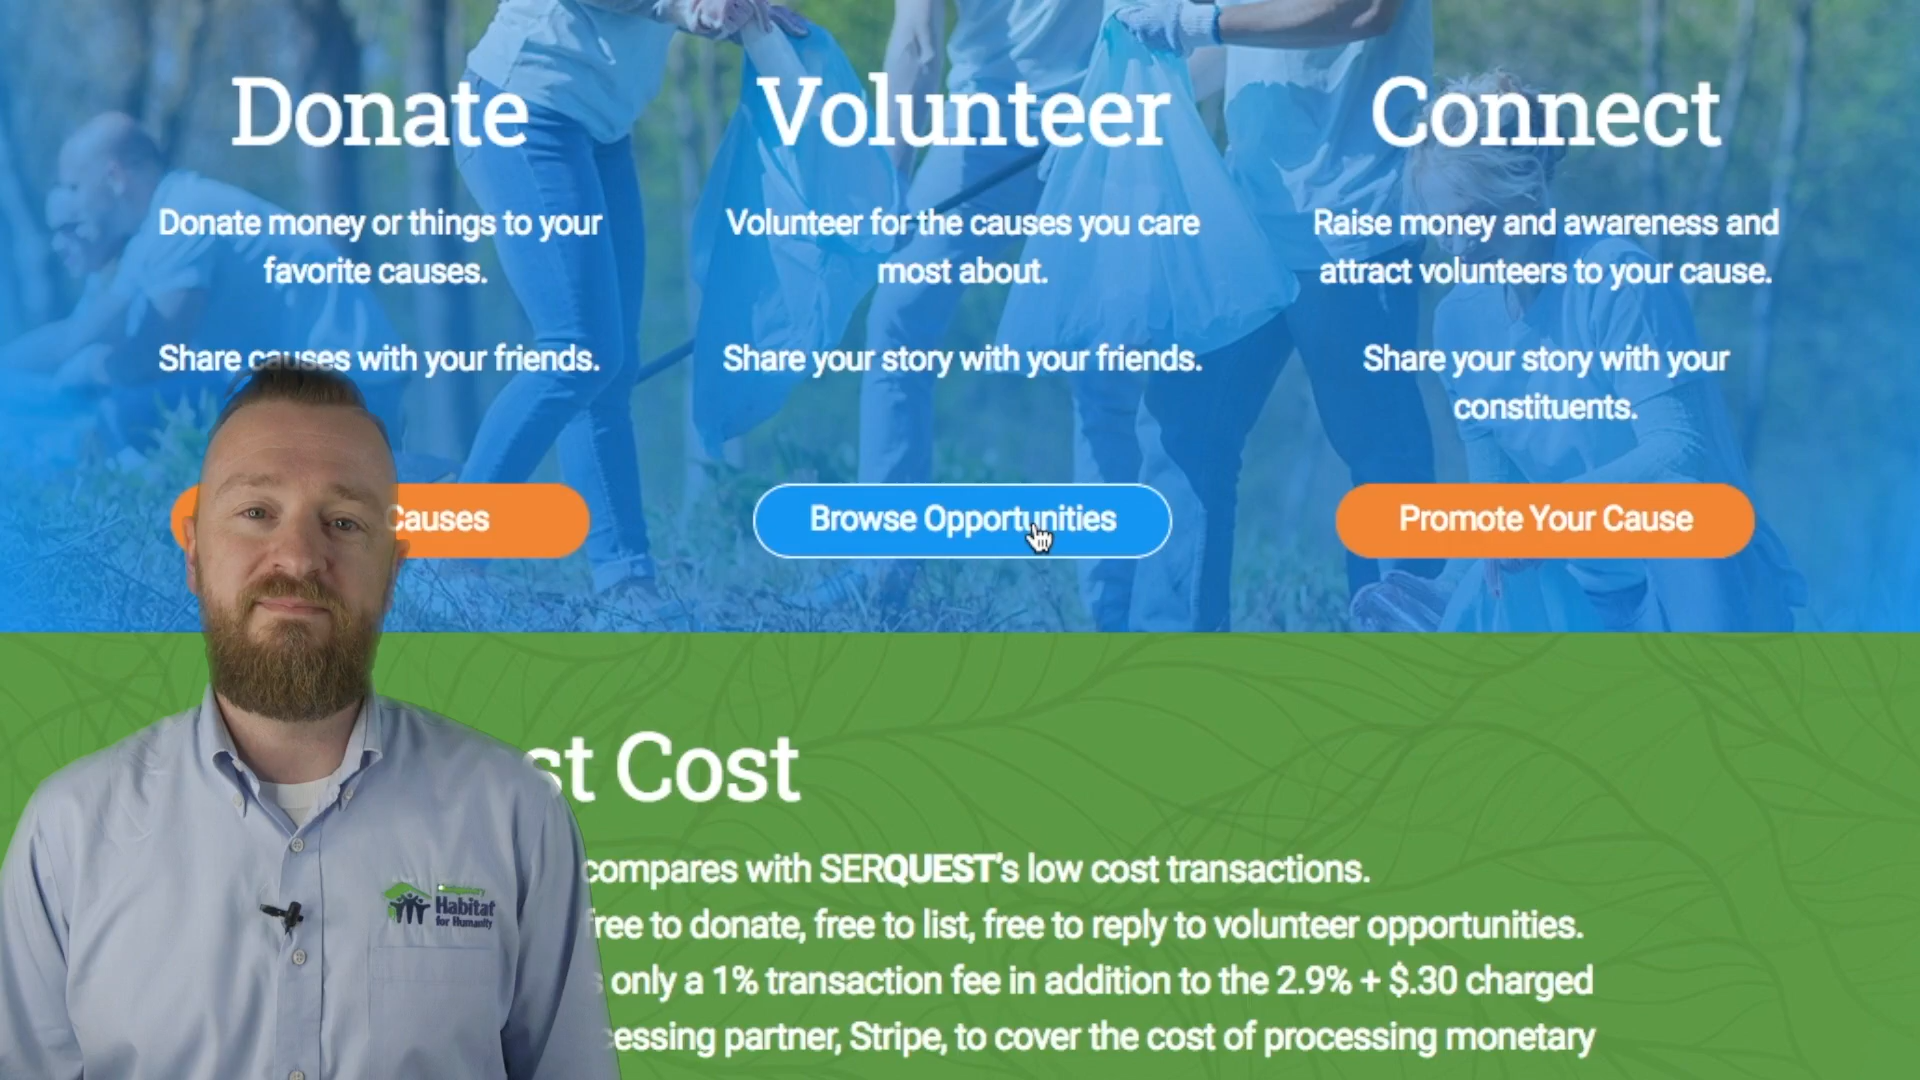 Donate
Donate money or things to your
favorite causes.
Share causes with your friends.
Causes
Volunteer
Volunteer for the causes you care
most about.
Share your story with your friends.
Browse Opportunities
Connect
Raise money and awareness and
attract volunteers to your cause.
Share your story with your
constituents.
Promote Your Cause
Cost
compares with SERQUEST's low cost transactions.
free to donate, free to list, free to reply to volunteer opportunities.
only a 1% transaction fee in addition to the 2.9% + $.30 charged
partner, Stripe, to cover the cost of processing monetary
Habitat
for Humanity